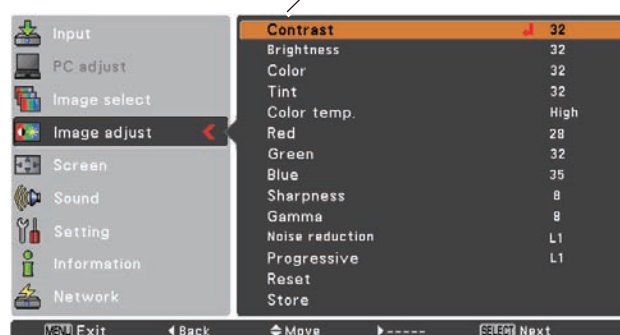 Input
PC adjust
Image select
Image adjust
Screen
Sound
Setting
Information
Network
Contrast 32
Brightness 32
Color 32
Tint 32
Color temp. High
Red 28
Green 32
Blue 35
Sharpness 8
Gamma 8
Noise reduction L1
Progressive L1
Reset
Store
MENU Exit ◀Back ◆Move ▶----- SELECT Next